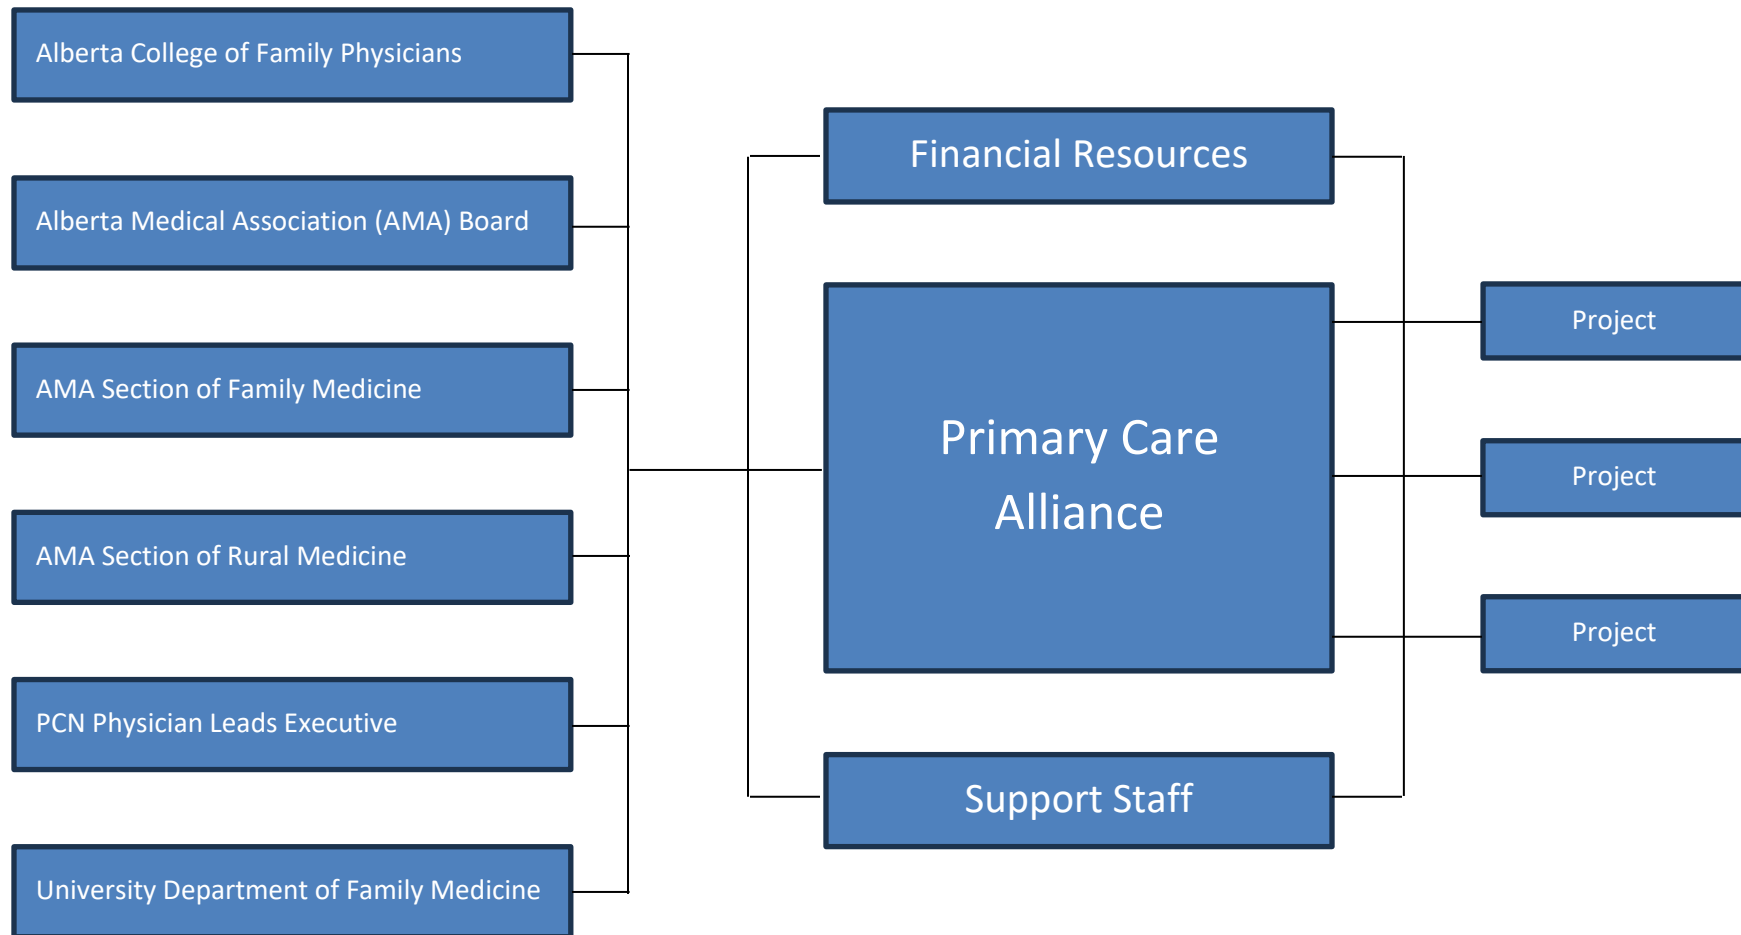 Alberta College of Family Physicians
Alberta Medical Association (AMA) Board
AMA Section of Family Medicine
AMA Section of Rural Medicine
PCN Physician Leads Executive
University Department of Family Medicine
Financial Resources
Primary Care
Alliance
Support Staff
Project
Project
Project